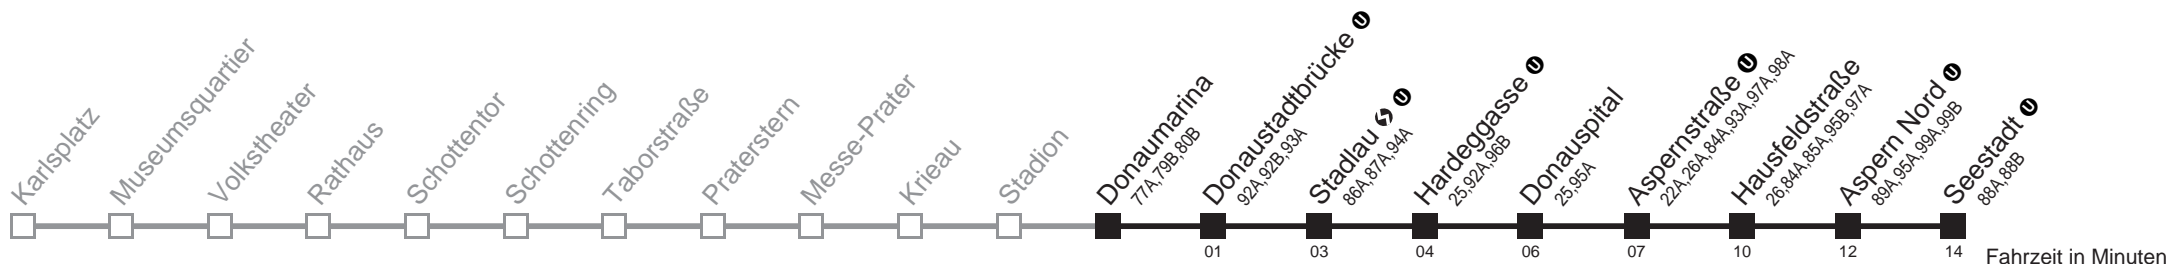 Karlsplatz
Museumsquartier
Volkstheater
Rathaus
Schottentor
Schottenring
Taborstraße
Praterstern
Messe-Prater
Krieau
Stadion
Donaumarina
77A,79B,80B
Donaustadtbrücke U
92A,92B,93A
Stadlau U
86A,87A,94A
Hardeggasse U
25,92A,96B
Donauspital
25,95A
Aspernstraße U
22A,26A,84A,93A,97A,98A
Hausfeldstraße
26,84A,85A,95B,97A
Aspern Nord U
89A,95A,99A,99B
Seestadt U
88A,88B
01 03 04 06 07 10 12 14 Fahrzeit in Minuten